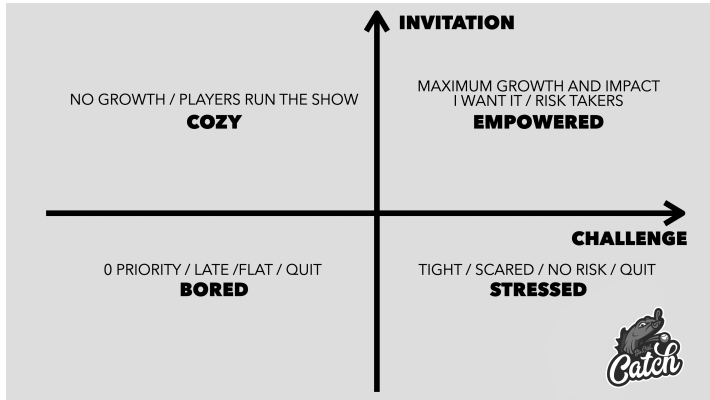 INVITATION
NO GROWTH / PLAYERS RUN THE SHOW
COZY
MAXIMUM GROWTH AND IMPACT
I WANT IT / RISK TAKERS
EMPOWERED
CHALLENGE
0 PRIORITY / LATE /FLAT / QUIT
BORED
TIGHT / SCARED / NO RISK / QUIT
STRESSED
Catch